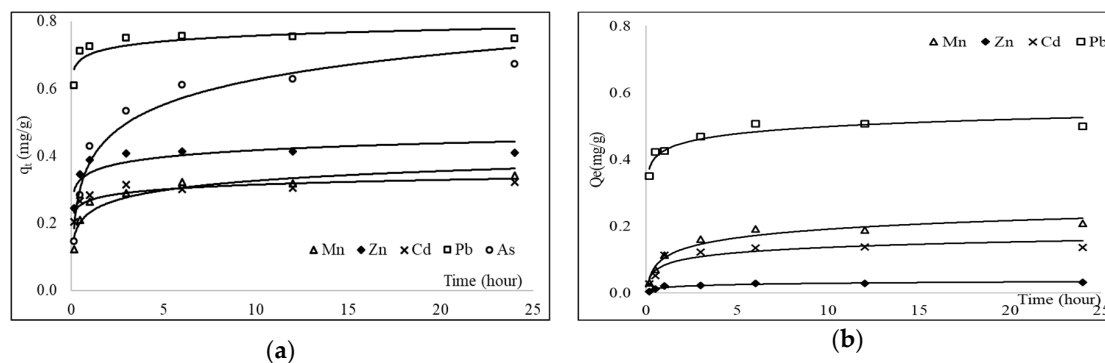 (a)
0.8
0.6
0.4
0.2
0.0
qt (mg/g)
Mn Zn Cd Pb As
Time (hour)
0 5 10 15 20 25
(a)
(b)
0.8
0.6
0.4
0.2
0.0
Qe(mg/g)
Mn Zn Cd Pb
Time (hour)
0 5 10 15 20 25
(b)